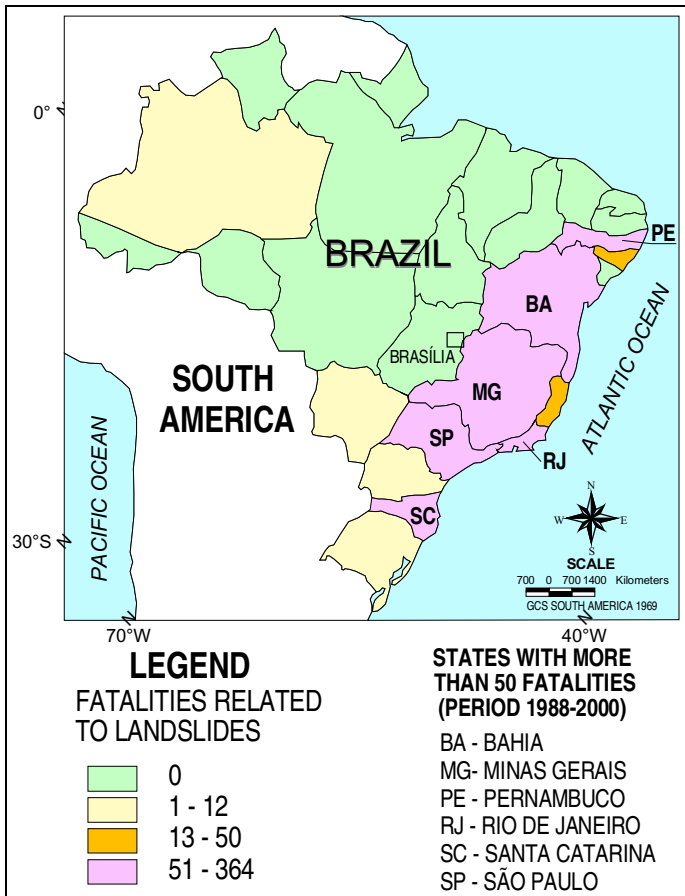 0°
BRAZIL
PE
BA
BRASÍLIA
SOUTH
AMERICA
MG
SP
RJ
SC
ATLANTIC OCEAN
PACIFIC OCEAN
N
W
E
S
30°S
SCALE
700 0 700 1400 Kilometers
GCS SOUTH AMERICA 1969
70°W
40°W
LEGEND
FATALITIES RELATED
TO LANDSLIDES
0
1 - 12
13 - 50
51 - 364
STATES WITH MORE
THAN 50 FATALITIES
(PERIOD 1988-2000)
BA - BAHIA
MG- MINAS GERAIS
PE - PERNAMBUCO
RJ - RIO DE JANEIRO
SC - SANTA CATARINA
SP - SÃO PAULO